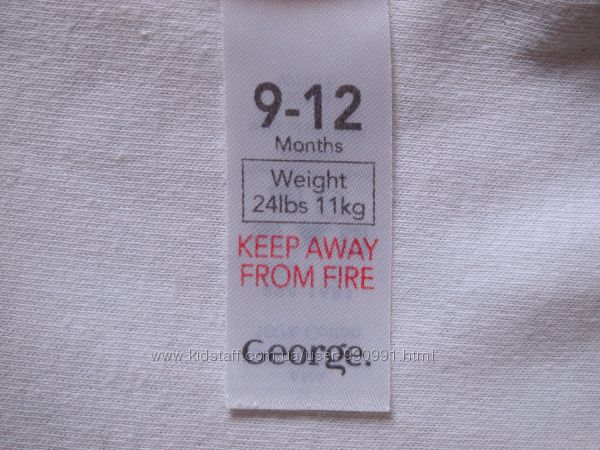 9-12
Months
Weight
24lbs 11kg
KEEP AWAY
FROM FIRE
George.
www.kidstaff.com.ua/user-990991.html